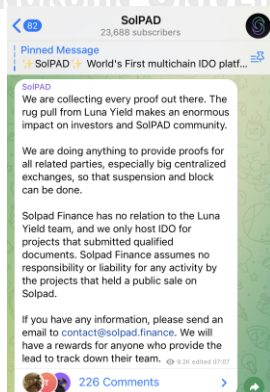 82
SolPAD
23,688 subscribers
Pinned Message
SolPAD✨ World's First multichain IDO platf...
SolPAD
We are collecting every proof out there. The
rug pull from Luna Yield makes an enormous
impact on investors and SolPAD community.
We are doing anything to provide proofs for
all related parties, especially big centralized
exchanges, so that suspension and block
can be done.
Solpad Finance has no relation to the Luna
Yield team, and we only host IDO for
projects that submitted qualified
documents. Solpad Finance assumes no
responsibility or liability for any activity by
the projects that held a public sale on
Solpad.
If you have any information, please send an
email to contact@solpad.finance. We will
have a rewards for anyone who provide the
lead to track down their team. 9.2K edited 07:07
226 Comments